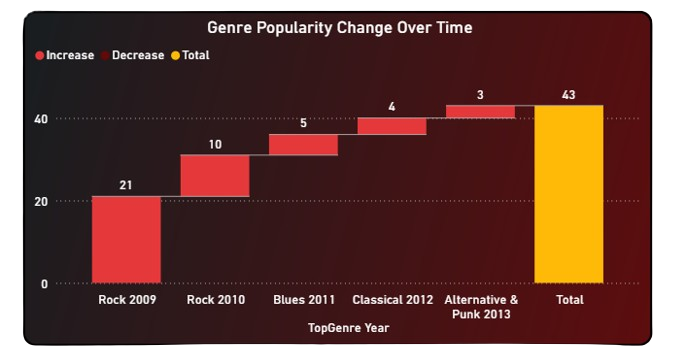 Genre Popularity Change Over Time
Increase Decrease Total
3 43
4
40
5
10
21
20
0
Rock 2009 Rock 2010 Blues 2011 Classical 2012 Alternative & Total
Punk 2013
TopGenre Year